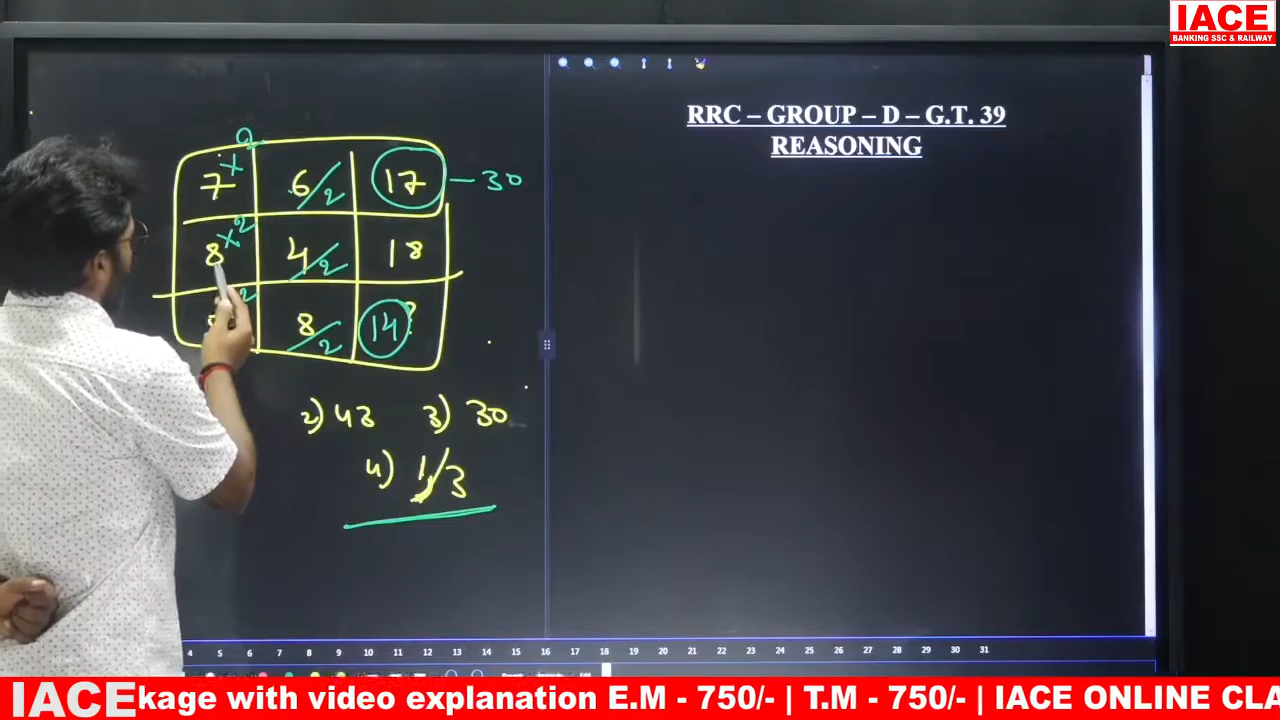 IACE
BANKING SSC & RAILWAY
RRC – GROUP – D – G.T. 39
REASONING
7 x 2 6/2 17 – 30
8 x 2 4/2 18
2 8/2 14 ?
2) 43 3) 30
4) 1/3
4 5 6 7 8 9 10 11 12 13 14 15 16 17 18 19 20 21 22 23 24 25 26 27 28 29 30 31
IACE kage with video explanation E.M - 750/- | T.M - 750/- | IACE ONLINE CLA